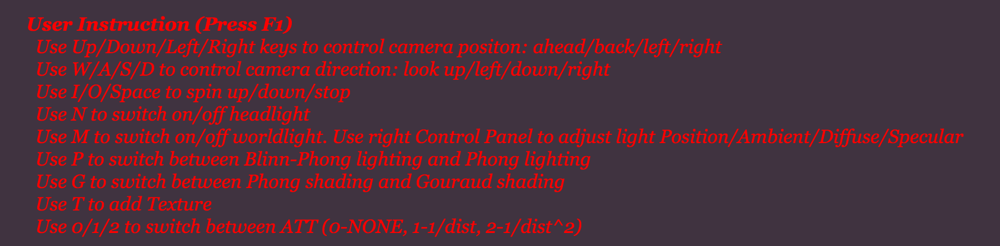 User Instruction (Press F1)
Use Up/Down/Left/Right keys to control camera positon: ahead/back/left/right
Use W/A/S/D to control camera direction: look up/left/down/right
Use I/O/Space to spin up/down/stop
Use N to switch on/off headlight
Use M to switch on/off worldlight. Use right Control Panel to adjust light Position/Ambient/Diffuse/Specular
Use P to switch between Blinn-Phong lighting and Phong lighting
Use G to switch between Phong shading and Gouraud shading
Use T to add Texture
Use 0/1/2 to switch between ATT (0-NONE, 1-1/dist, 2-1/dist^2)